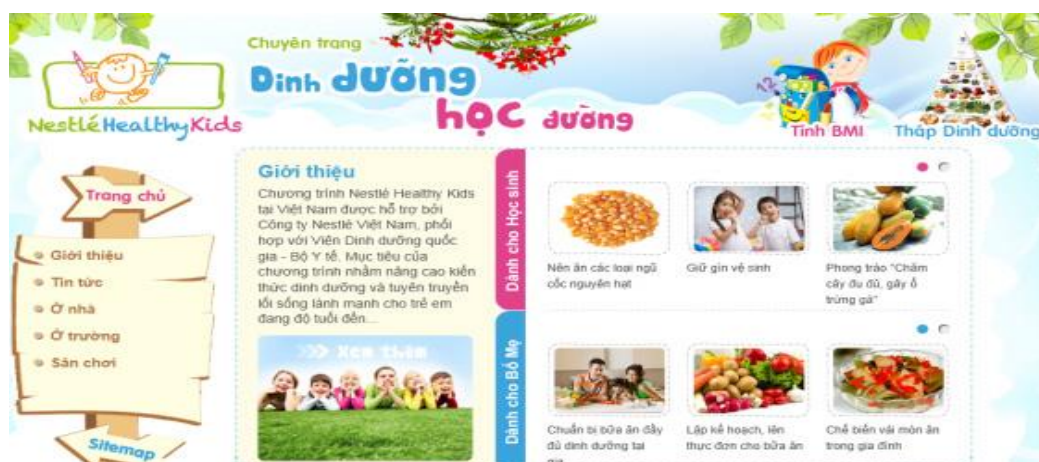 Chuyên trang
Dinh dưỡng
học đường
NestléHealthyKids
Tính BMI
Tháp Dinh dưỡng
Trang chủ
Giới thiệu
Tin tức
Ở nhà
Ở trường
Sân chơi
Sitemap
Giới thiệu
Chương trình Nestlé Healthy Kids
tại Việt Nam được hỗ trợ bởi
Công ty Nestlé Việt Nam, phối
hợp với Viện Dinh dưỡng quốc
gia - Bộ Y tế. Mục tiêu của
chương trình nhằm nâng cao kiến
thức dinh dưỡng và tuyên truyền
lối sống lành mạnh cho trẻ em
đang độ tuổi đến...
>>> Xem thêm
Dành cho Học sinh
Nên ăn các loại ngũ
cốc nguyên hạt
Giữ gìn vệ sinh
Phong trào "Chăm
cây đu đủ, gây ổ
trứng gà"
Dành cho Bố Mẹ
Chuẩn bị bữa ăn đầy
đủ dinh dưỡng tại
gia
Lập kế hoạch, lên
thực đơn cho bữa ăn
Chế biến vài món ăn
trong gia đình